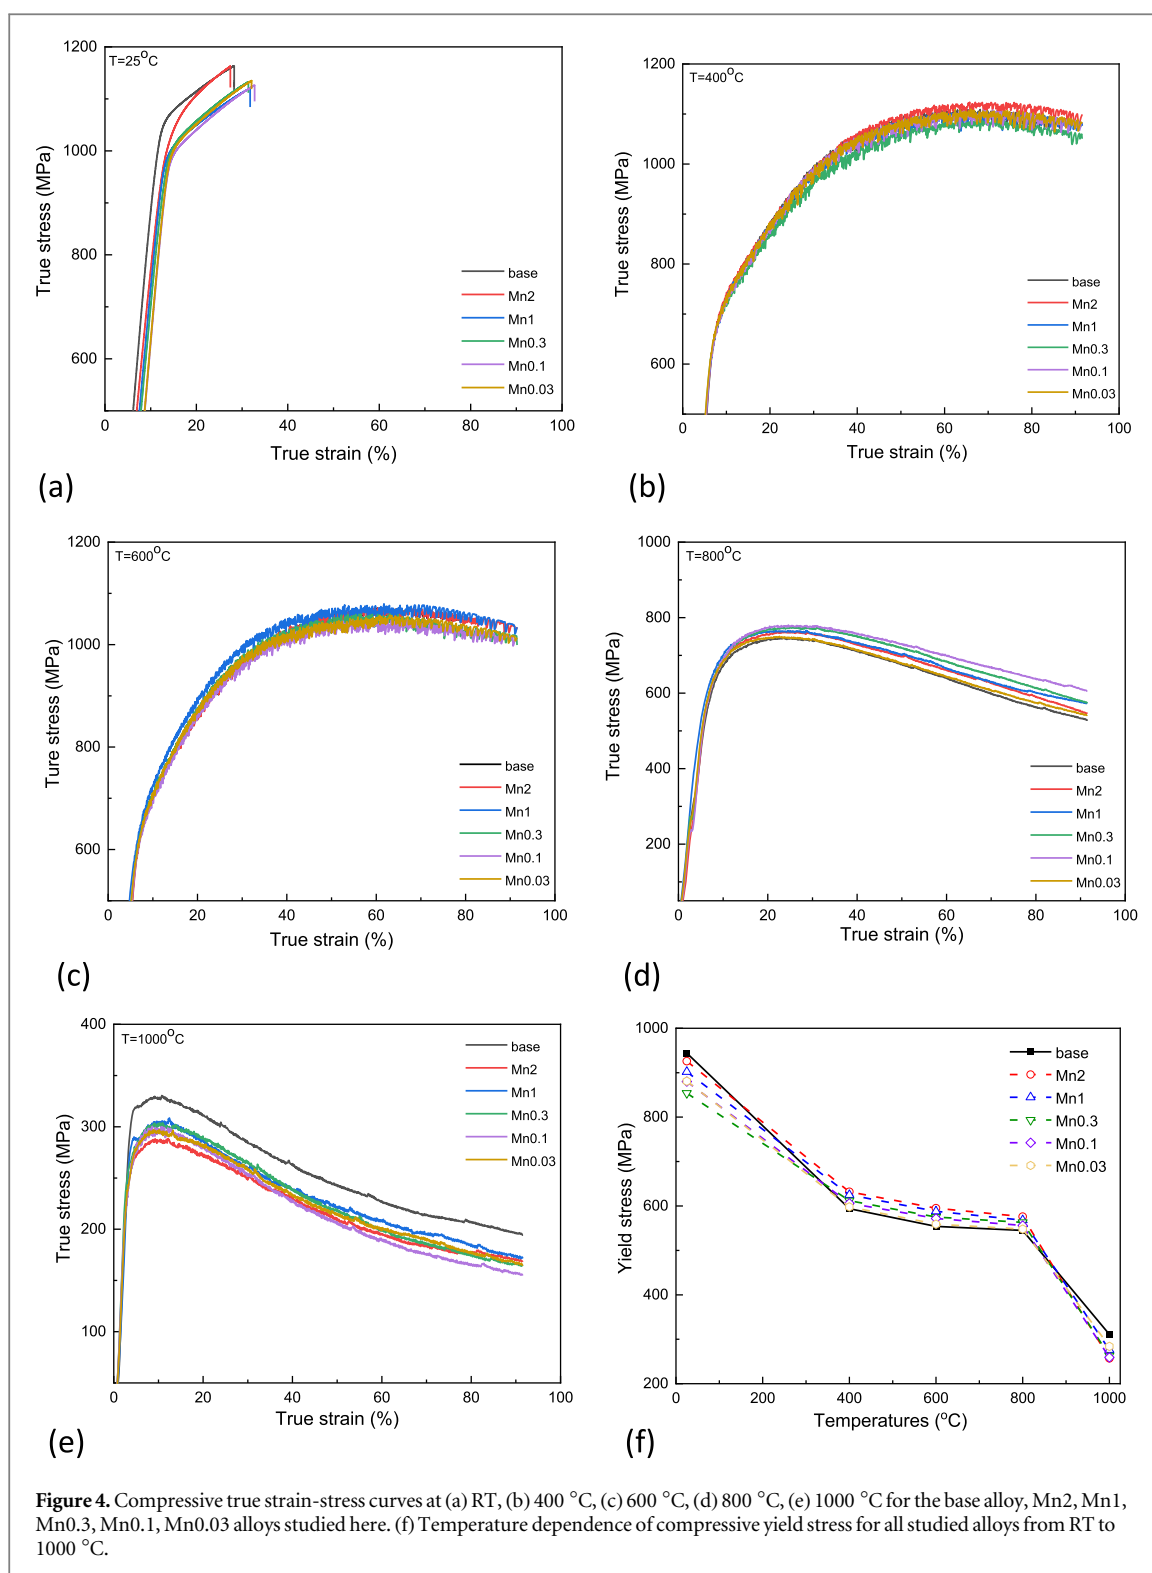 1200
1000
800
600
True stress (MPa)
T=25°C
base
Mn2
Mn1
Mn0.3
Mn0.1
Mn0.03
0 20 40 60 80 100
True strain (%)
(a)
1200
1000
800
600
True stress (MPa)
T=400°C
base
Mn2
Mn1
Mn0.3
Mn0.1
Mn0.03
0 20 40 60 80 100
True strain (%)
(b)
1200
1000
800
600
Ture stress (MPa)
T=600°C
base
Mn2
Mn1
Mn0.3
Mn0.1
Mn0.03
0 20 40 60 80 100
True strain (%)
(c)
1000
800
600
400
200
True stress (MPa)
T=800°C
base
Mn2
Mn1
Mn0.3
Mn0.1
Mn0.03
0 20 40 60 80 100
True strain (%)
(d)
400
300
200
100
True stress (MPa)
T=1000°C
base
Mn2
Mn1
Mn0.3
Mn0.1
Mn0.03
0 20 40 60 80 100
True strain (%)
(e)
1000
800
600
400
200
Yield stress (MPa)
base
Mn2
Mn1
Mn0.3
Mn0.1
Mn0.03
0 200 400 600 800 1000
Temperatures (°C)
(f)
Figure 4. Compressive true strain-stress curves at (a) RT, (b) 400 °C, (c) 600 °C, (d) 800 °C, (e) 1000 °C for the base alloy, Mn2, Mn1,
Mn0.3, Mn0.1, Mn0.03 alloys studied here. (f) Temperature dependence of compressive yield stress for all studied alloys from RT to
1000 °C.